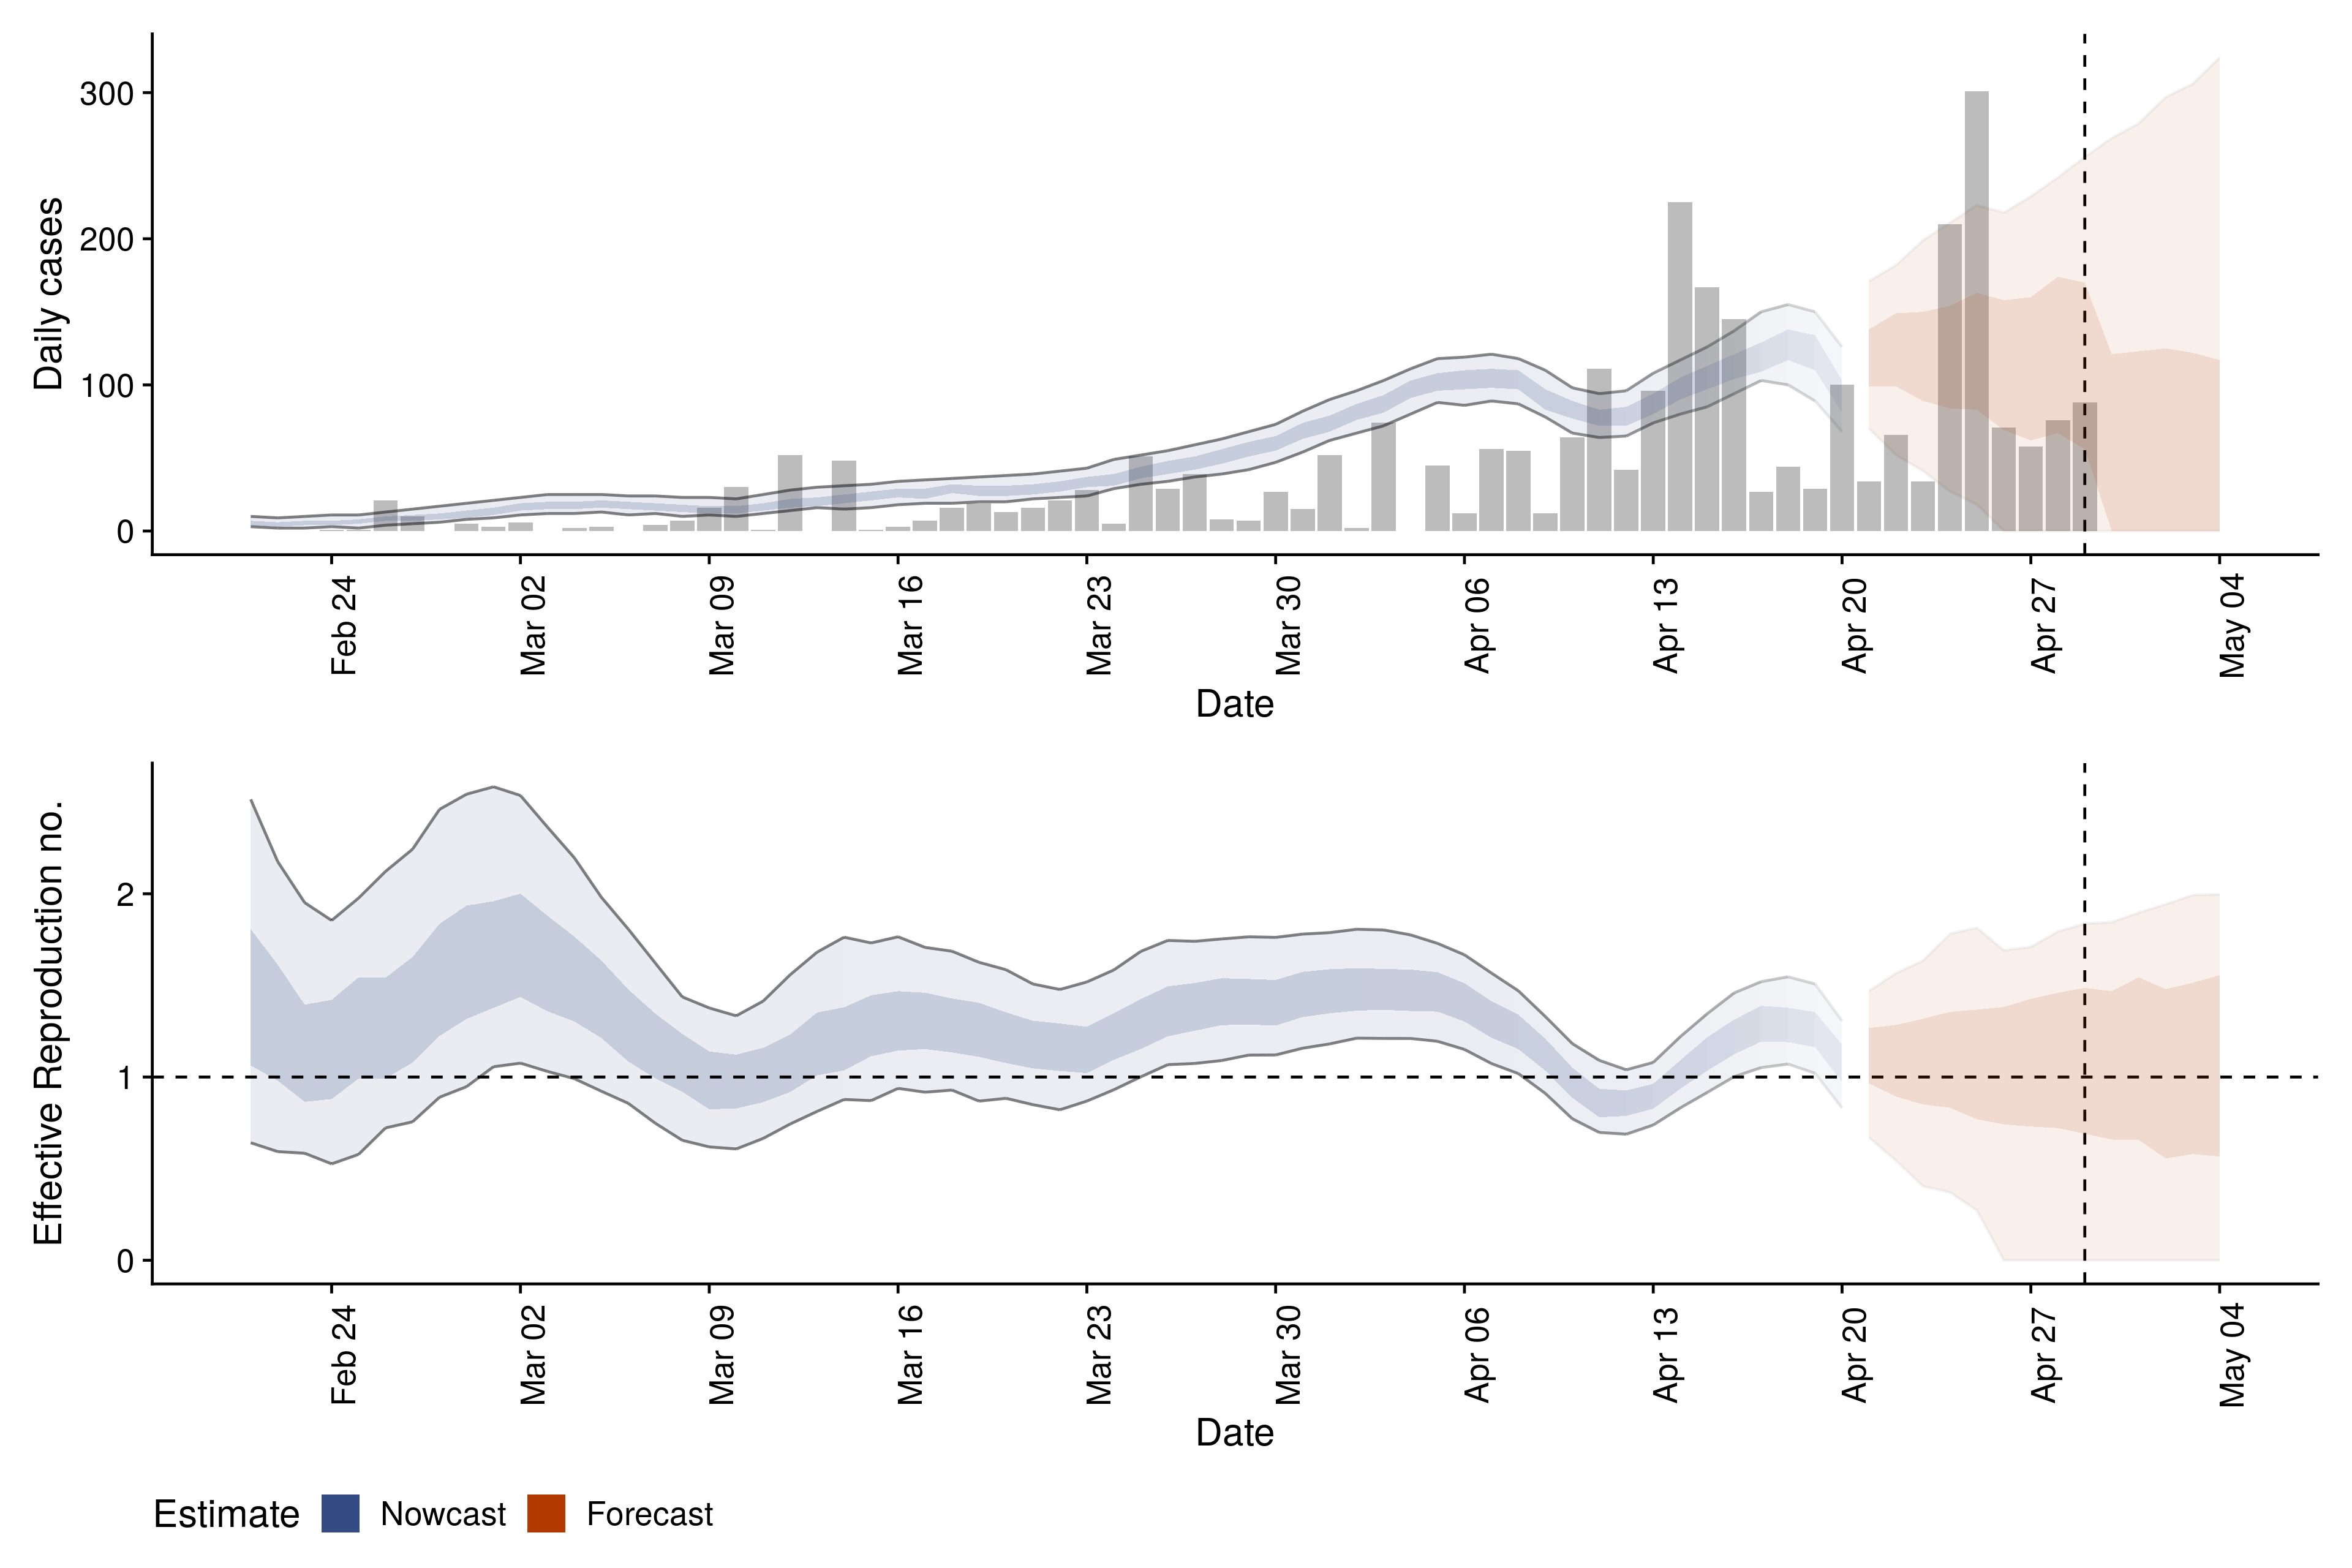 Daily cases
300
200
100
0
Feb 24
Mar 02
Mar 09
Mar 16
Mar 23
Mar 30
Apr 06
Apr 13
Apr 20
Apr 27
May 04
Date
Effective Reproduction no.
2
1
0
Feb 24
Mar 02
Mar 09
Mar 16
Mar 23
Mar 30
Apr 06
Apr 13
Apr 20
Apr 27
May 04
Date
Estimate Nowcast Forecast